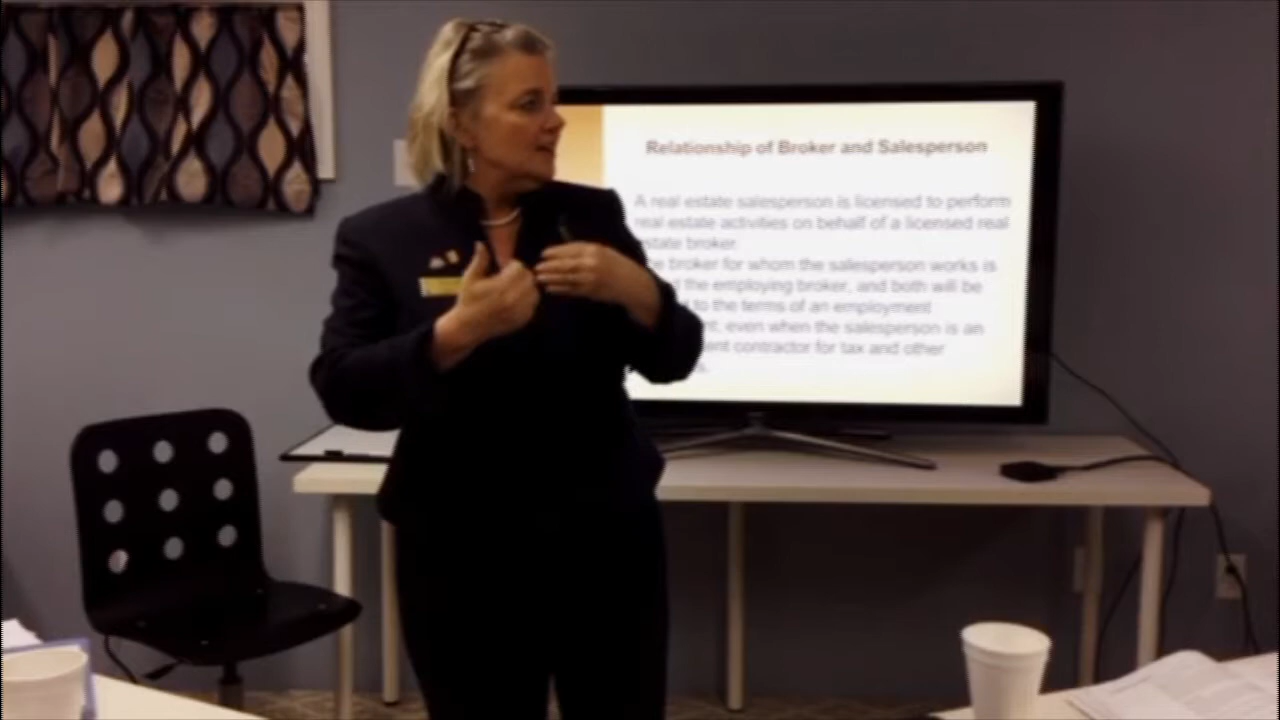 Relationship of Broker and Salesperson
A real estate salesperson is licensed to perform
real estate activities on behalf of a licensed real
estate broker.
broker for whom the salesperson works is
the employing broker, and both will be
to the terms of an employment
even when the salesperson is an
contractor for tax and other